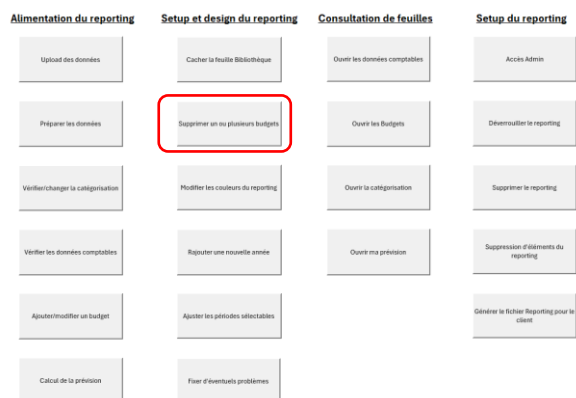 Alimentation du reporting
Setup et design du reporting
Consultation de feuilles
Setup du reporting
Upload des données
Cacher la feuille Bibliothèque
Ouvrir les données comptables
Accès Admin
Préparer les données
Supprimer un ou plusieurs budgets
Ouvrir les Budgets
Déverrouiller le reporting
Vérifier/changer la catégorisation
Modifier les couleurs du reporting
Ouvrir la catégorisation
Supprimer le reporting
Vérifier les données comptables
Rajouter une nouvelle année
Ouvrir ma prévision
Suppression d'éléments du
reporting
Ajouter/modifier un budget
Ajuster les périodes sélectables
Générer le fichier Reporting pour le
client
Calcul de la prévision
Fixer d'éventuels problèmes